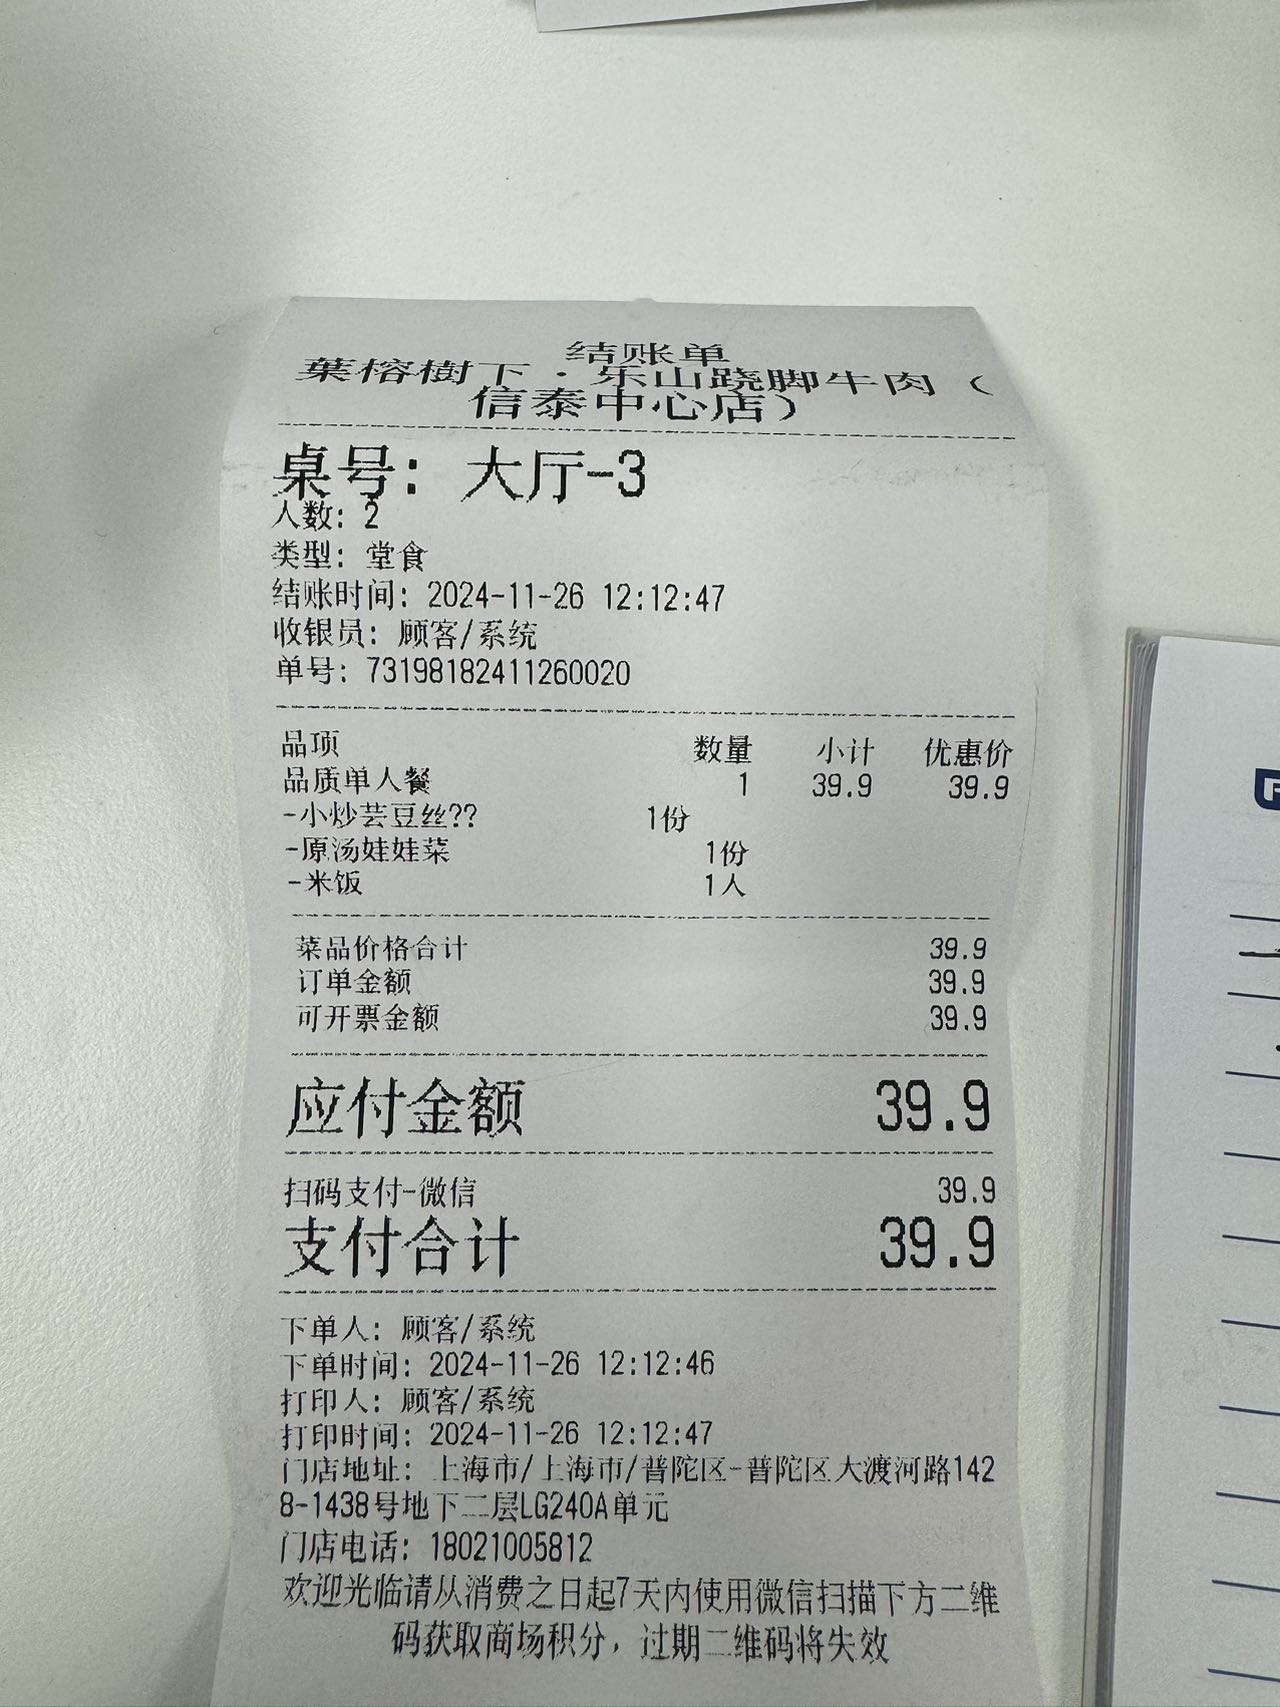 结账单
葉榕樹下·乐山跷脚牛肉（
信泰中心店）
桌号：大厅-3
人数：2
类型：堂食
结账时间：2024-11-26 12:12:47
收银员：顾客/系统
单号：73198182411260020
品项 数量 小计 优惠价
品质单人餐 1 39.9 39.9
-小炒芸豆丝?? 1份
-原汤娃娃菜 1份
-米饭 1人
菜品价格合计 39.9
订单金额 39.9
可开票金额 39.9
应付金额 39.9
扫码支付-微信 39.9
支付合计 39.9
下单人：顾客/系统
下单时间：2024-11-26 12:12:46
打印人：顾客/系统
打印时间：2024-11-26 12:12:47
门店地址：上海市/上海市/普陀区-普陀区大渡河路142
8-1438号地下二层LG240A单元
门店电话：18021005812
欢迎光临请从消费之日起7天内使用微信扫描下方二维
码获取商场积分，过期二维码将失效